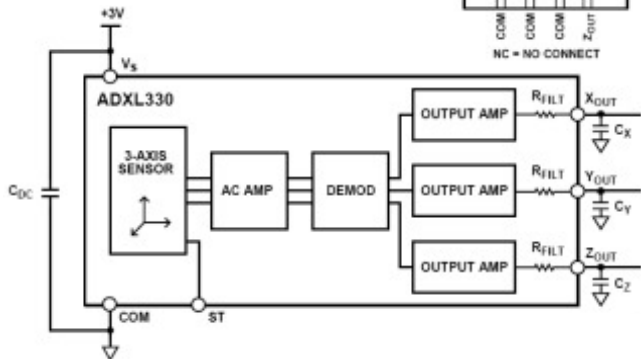 COM COM COM ZOUT
NC = NO CONNECT
+3V
VS
ADXL330
3-AXIS
SENSOR
AC AMP
DEMOD
OUTPUT AMP
RFILT
XOUT
CX
OUTPUT AMP
RFILT
YOUT
CY
OUTPUT AMP
RFILT
ZOUT
CZ
CDC
COM
ST